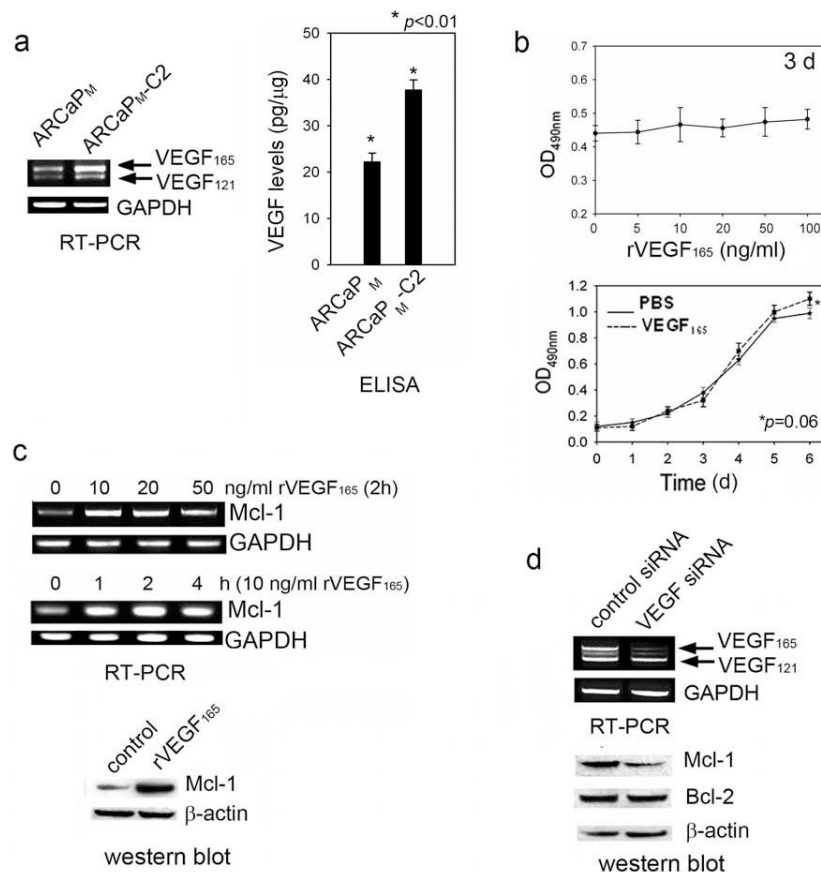 a
ARCaPM
ARCaPM-C2
VEGF165
VEGF121
GAPDH
RT-PCR
* p<0.01
50
40
30
20
10
0
VEGF levels (pg/μg)
*
*
ARCaP M
ARCaP M-C2
ELISA
b
3 d
0.7
0.6
0.5
0.4
0.3
0.2
OD490nm
0 5 10 20 50 100
rVEGF165 (ng/ml)
PBS
VEGF165
1.0
0.8
0.6
0.4
0.2
0.0
OD490nm
*
*p=0.06
0 1 2 3 4 5 6
Time (d)
c
0 10 20 50 ng/ml rVEGF165 (2h)
Mcl-1
GAPDH
0 1 2 4 h (10 ng/ml rVEGF165)
Mcl-1
GAPDH
RT-PCR
control
rVEGF165
Mcl-1
β-actin
western blot
d
control siRNA
VEGF siRNA
VEGF165
VEGF121
GAPDH
RT-PCR
Mcl-1
Bcl-2
β-actin
western blot